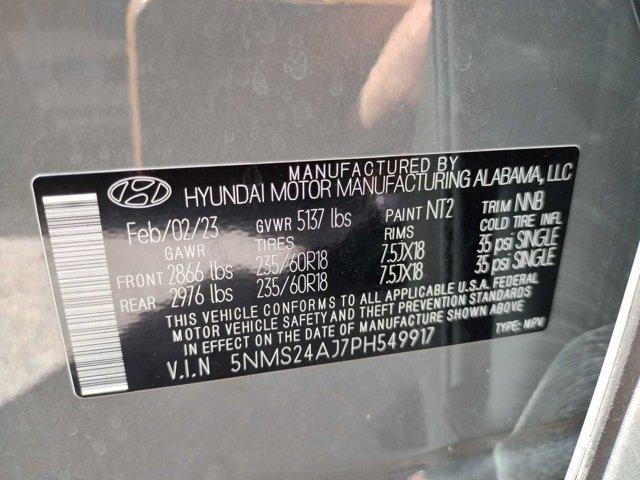 MANUFACTURED BY
HYUNDAI MOTOR MANUFACTURING ALABAMA, LLC
Feb/02/23 GVWR 5137 lbs PAINT NT2 TRIM NNB
GAWR TIRES RIMS COLD TIRE INFL
FRONT 2866 lbs 235/60R18 7.5JX18 35 psi SINGLE
REAR 2976 lbs 235/60R18 7.5JX18 35 psi SINGLE
THIS VEHICLE CONFORMS TO ALL APPLICABLE U.S.A. FEDERAL
MOTOR VEHICLE SAFETY AND THEFT PREVENTION STANDARDS
IN EFFECT ON THE DATE OF MANUFACTURE SHOWN ABOVE
V.I.N 5NMS24AJ7PH549917 TYPE: MPV